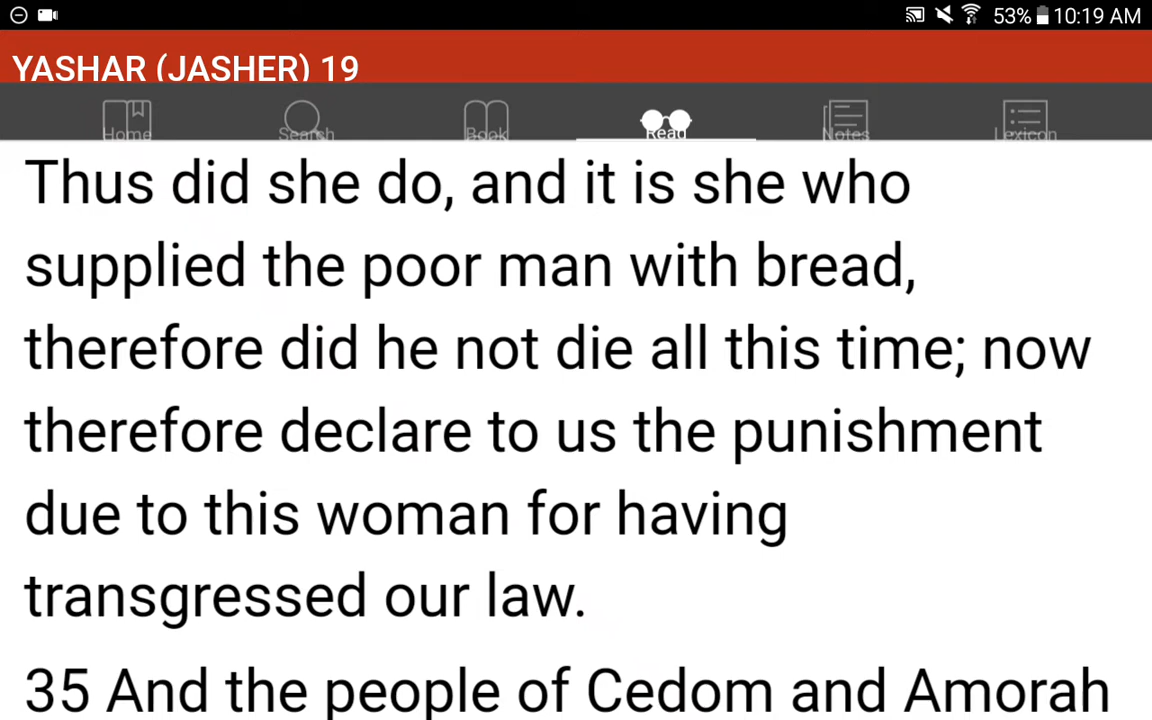 53% 10:19 AM
YASHAR (JASHER) 19
Home Search Book Read Notes Lexicon
Thus did she do, and it is she who
supplied the poor man with bread,
therefore did he not die all this time; now
therefore declare to us the punishment
due to this woman for having
transgressed our law.
35 And the people of Cedom and Amorah